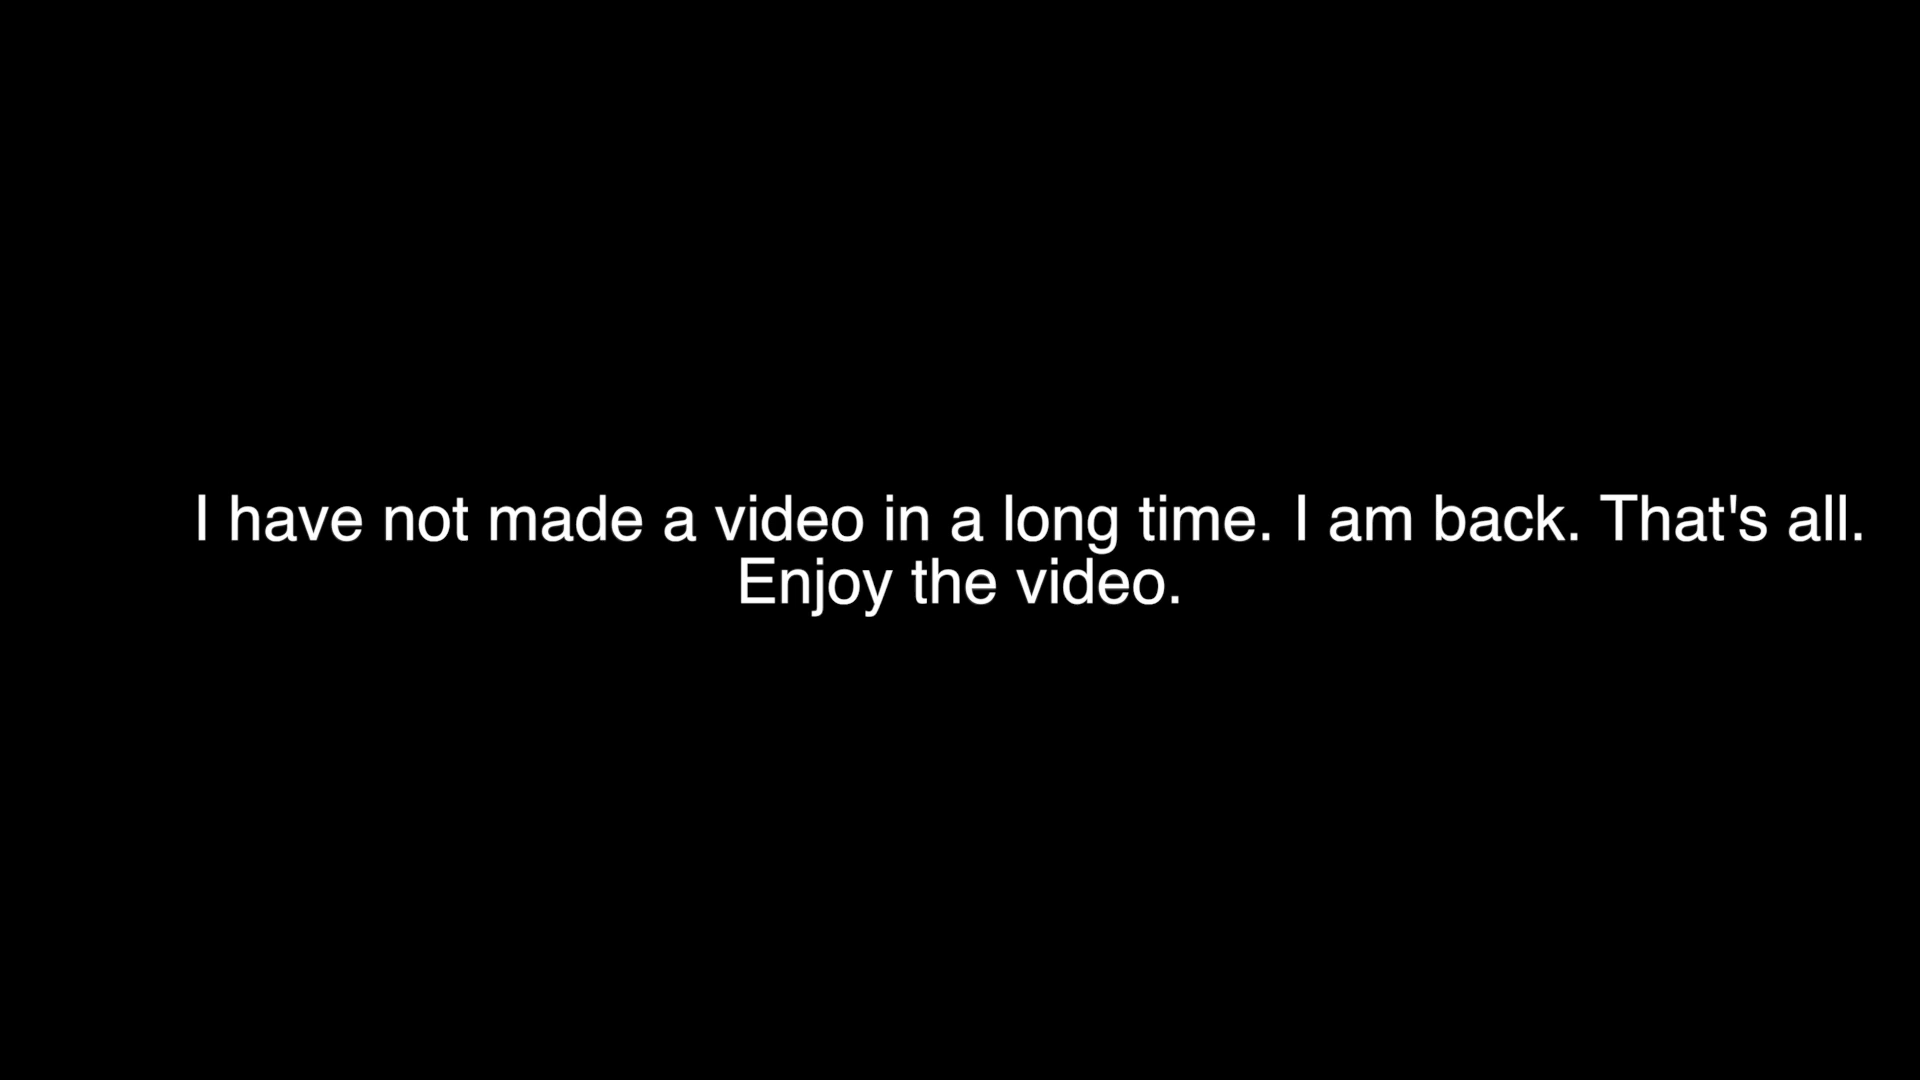 I have not made a video in a long time. I am back. That's all.
Enjoy the video.